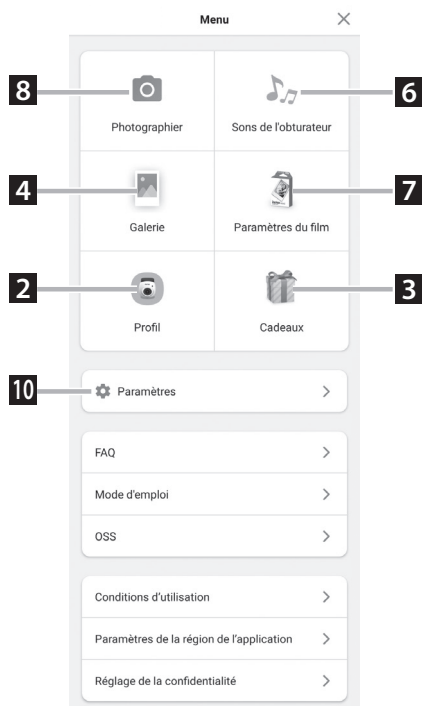 Menu
8
6
Photographier
Sons de l'obturateur
4
7
Galerie
Paramètres du film
2
3
Profil
Cadeaux
10
Paramètres
FAQ
Mode d'emploi
OSS
Conditions d'utilisation
Paramètres de la région de l'application
Réglage de la confidentialité